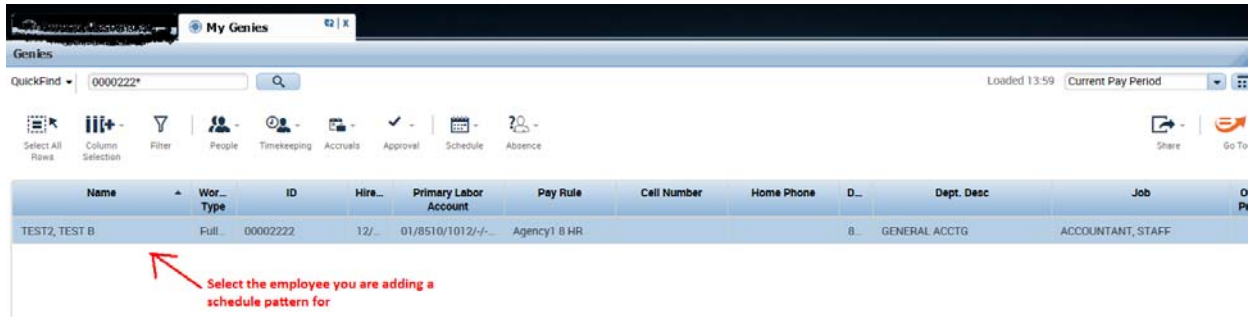 My Genies
X
Genies
QuickFind
0000222*
Loaded 13:59
Current Pay Period
Select All
Rows
Column
Selection
Filter
People
Timekeeping
Accruals
Approval
Schedule
Absence
Share
Go To
Name
Wor...
Type
ID
Hire...
Primary Labor
Account
Pay Rule
Cell Number
Home Phone
D...
Dept. Desc
Job
TEST2, TEST B
Full...
00002222
12/...
01/8510/1012/-/-...
Agency1 8 HR
8...
GENERAL ACCTG
ACCOUNTANT, STAFF
Select the employee you are adding a
schedule pattern for